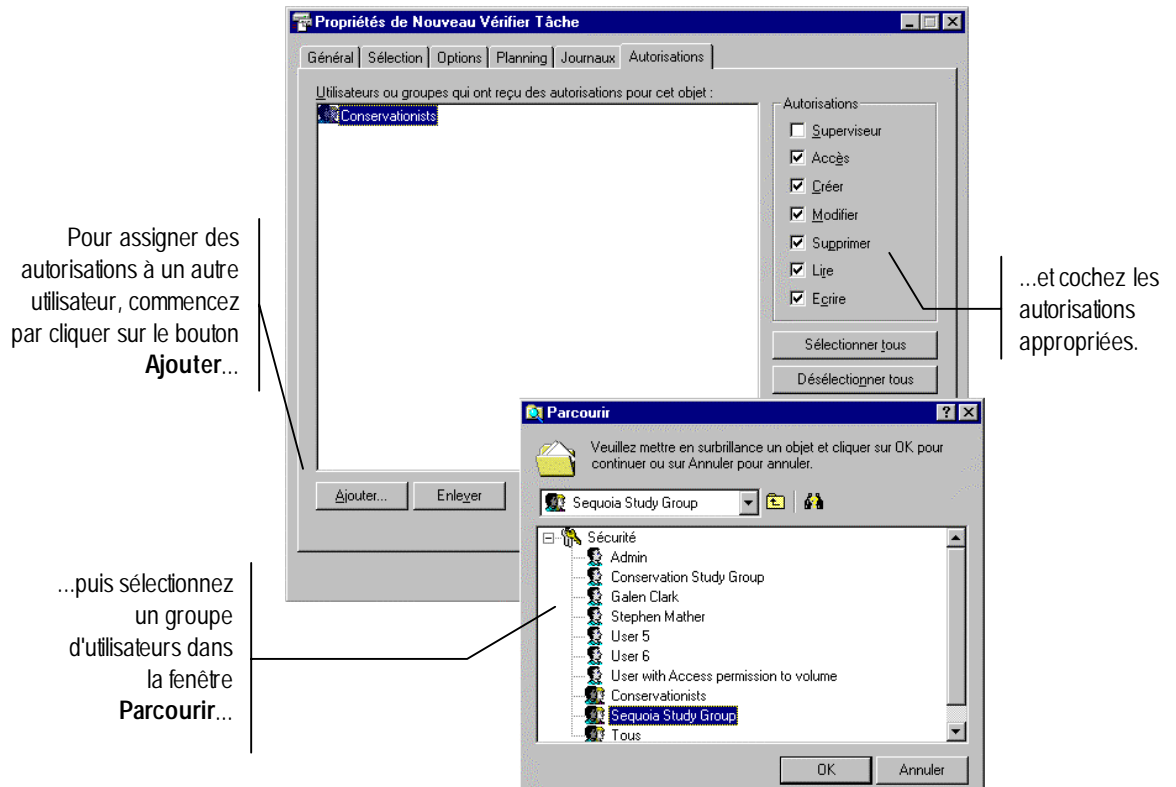 Propriétés de Nouveau Vérifier Tâche
Général Sélection Options Planning Journaux Autorisations
Utilisateurs ou groupes qui ont reçu des autorisations pour cet objet :
Conservationists
Autorisations
Superviseur
Accès
Créer
Modifier
Supprimer
Lire
Ecrire
Sélectionner tous
Désélectionner tous
Ajouter... Enlever
Pour assigner des
autorisations à un autre
utilisateur, commencez
par cliquer sur le bouton
Ajouter...
...et cochez les
autorisations
appropriées.
Parcourir
Veuillez mettre en surbrillance un objet et cliquer sur OK pour
continuer ou sur Annuler pour annuler.
Sequoia Study Group
Sécurité
Admin
Conservation Study Group
Galen Clark
Stephen Mather
User 5
User 6
User with Access permission to volume
Conservationists
Sequoia Study Group
Tous
OK Annuler
...puis sélectionnez
un groupe
d'utilisateurs dans
la fenêtre
Parcourir...